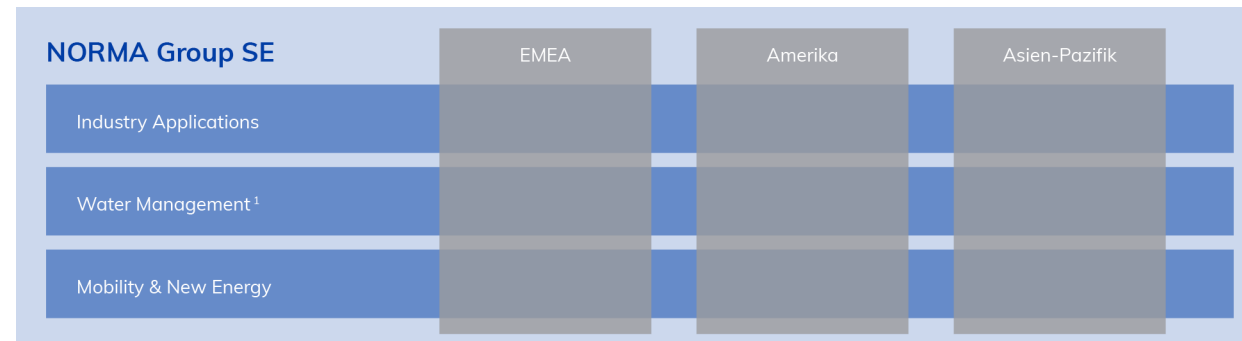 NORMA Group SE
EMEA
Amerika
Asien-Pazifik
Industry Applications
Water Management ¹
Mobility & New Energy